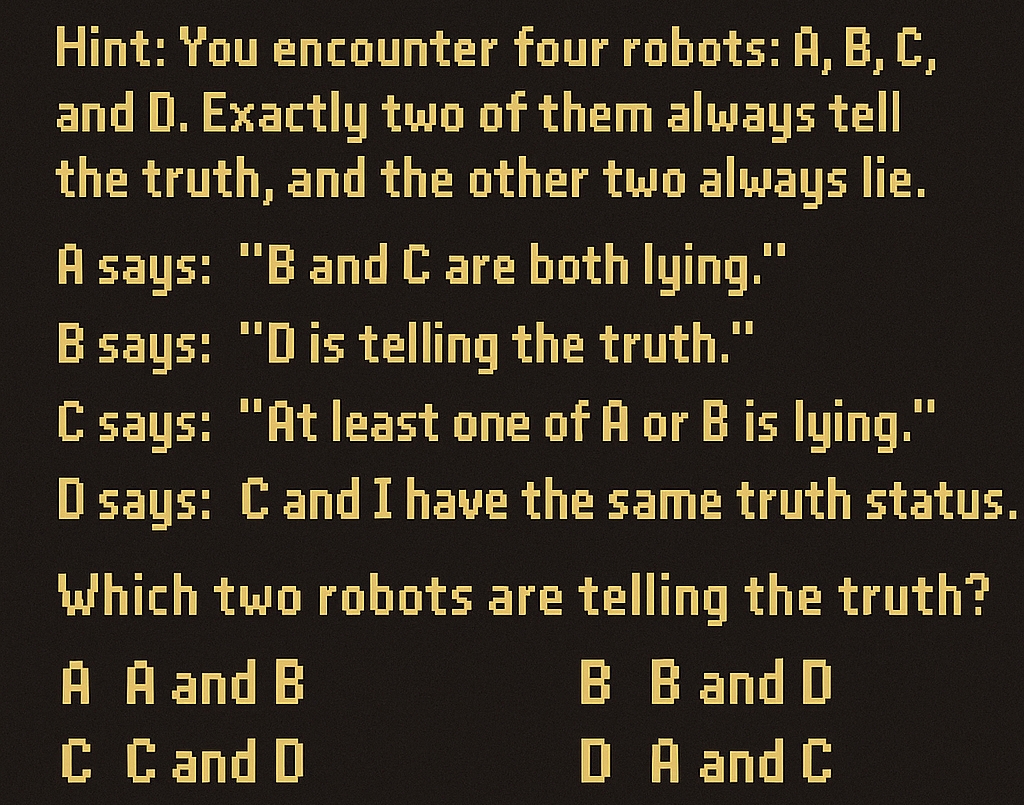 Hint: You encounter four robots: A, B, C,
and D. Exactly two of them always tell
the truth, and the other two always lie.
A says: "B and C are both lying."
B says: "D is telling the truth."
C says: "At least one of A or B is lying."
D says: C and I have the same truth status.
Which two robots are telling the truth?
A A and B B B and D
C C and D D A and C